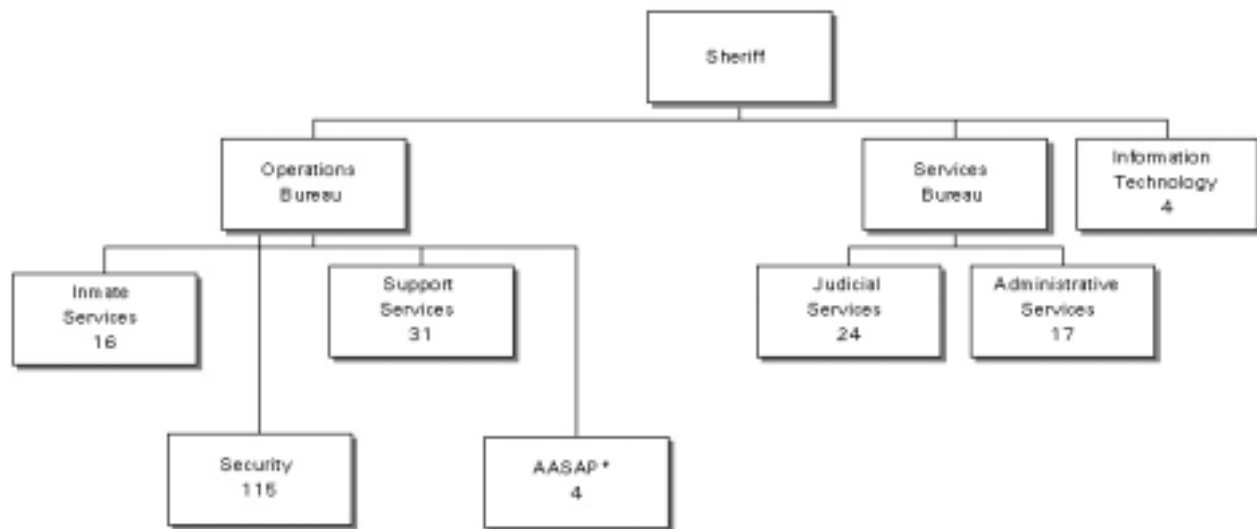 Sheriff
Operations
Bureau
Services
Bureau
Information
Technology
4
Inmate
Services
16
Support
Services
31
Judicial
Services
24
Administrative
Services
17
Security
AASAP*
4